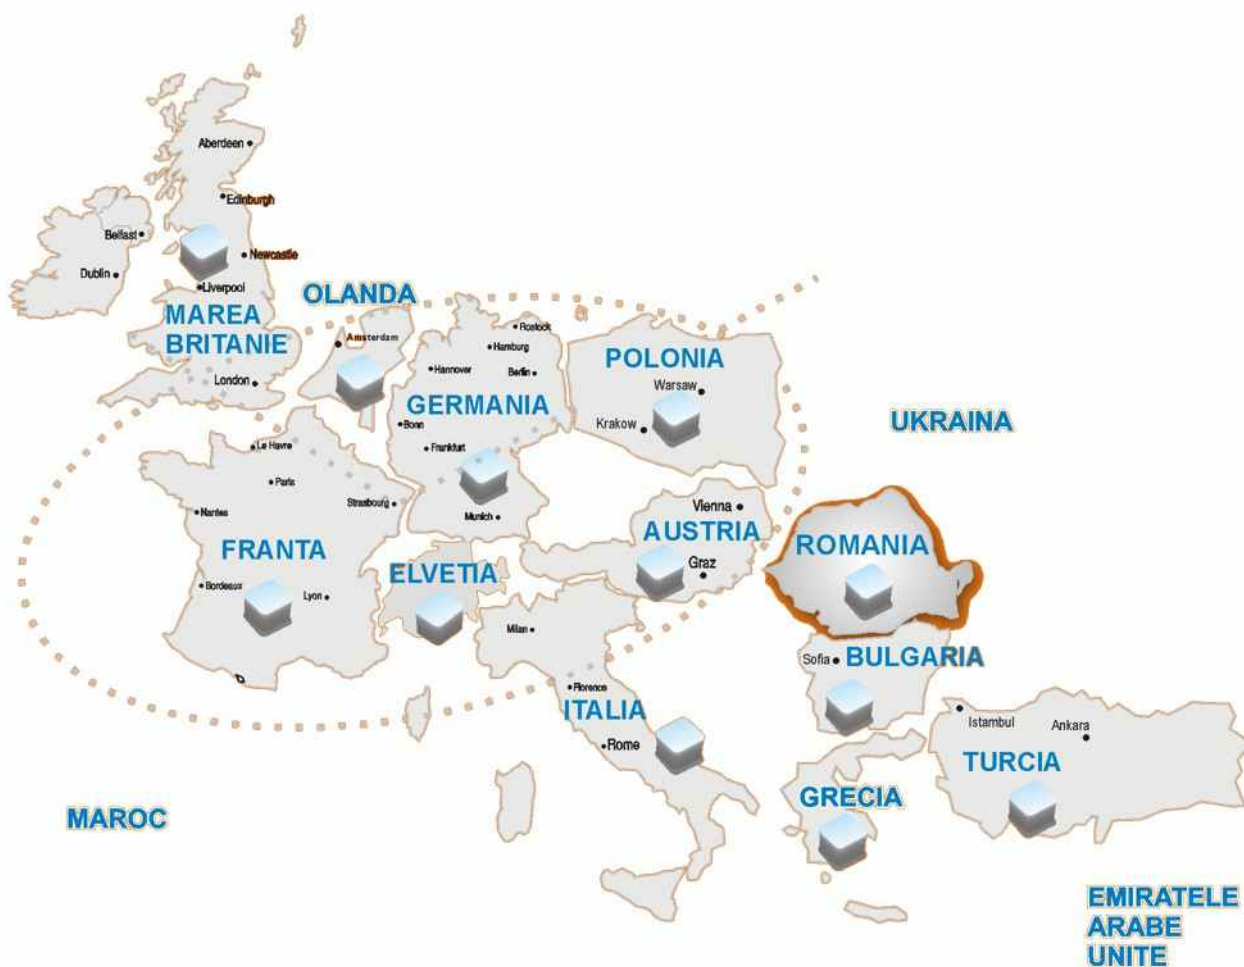 Aberdeen
Edinburgh
Belfast
Newcastle
Dublin
Liverpool
OLANDA
MAREA
BRITANIE
Amsterdam
Rostock
Hamburg
POLONIA
Hannover
Berlin
London
Warsaw
GERMANIA
UKRAINA
Bonn
Krakow
Le Havre
Frankfurt
Paris
Strasbourg
Nantes
Munich
Vienna
AUSTRIA
FRANTA
ROMANIA
ELVETIA
Graz
Bordeaux
Lyon
Milan
Sofia
BULGARIA
Florence
ITALIA
Istambul
Ankara
Rome
TURCIA
GRECIA
MAROC
EMIRATELE
ARABE
UNITE